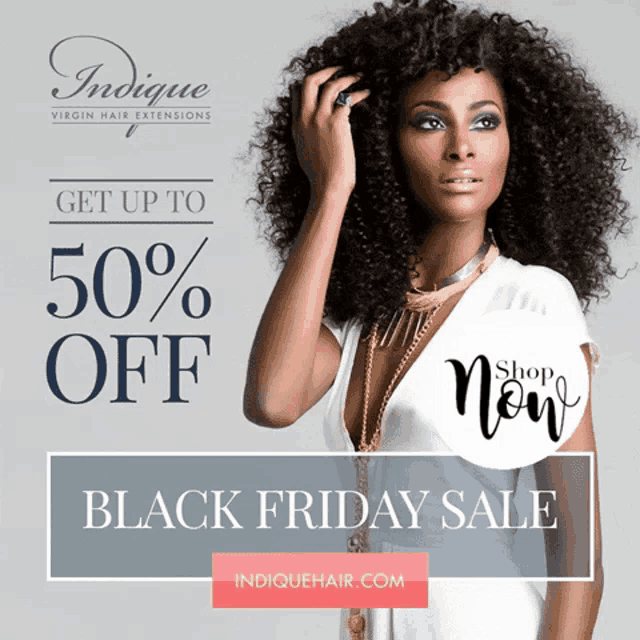 Indique
VIRGIN HAIR EXTENSIONS
GET UP TO
50%
OFF
Shop
Now
BLACK FRIDAY SALE
INDIQUEHAIR.COM